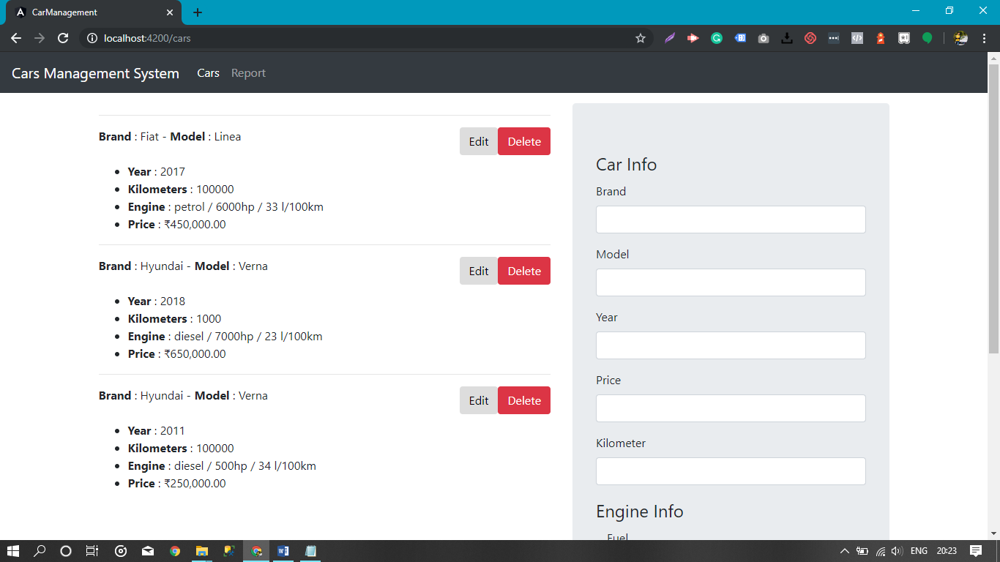 CarManagement
localhost:4200/cars
Cars Management System Cars Report
Brand : Fiat - Model : Linea
Edit Delete
Year : 2017
Kilometers : 100000
Engine : petrol / 6000hp / 33 l/100km
Price : ₹450,000.00
Brand : Hyundai - Model : Verna
Edit Delete
Year : 2018
Kilometers : 1000
Engine : diesel / 7000hp / 23 l/100km
Price : ₹650,000.00
Brand : Hyundai - Model : Verna
Edit Delete
Year : 2011
Kilometers : 100000
Engine : diesel / 500hp / 34 l/100km
Price : ₹250,000.00
Car Info
Brand
Model
Year
Price
Kilometer
Engine Info
Fuel
ENG 20:23